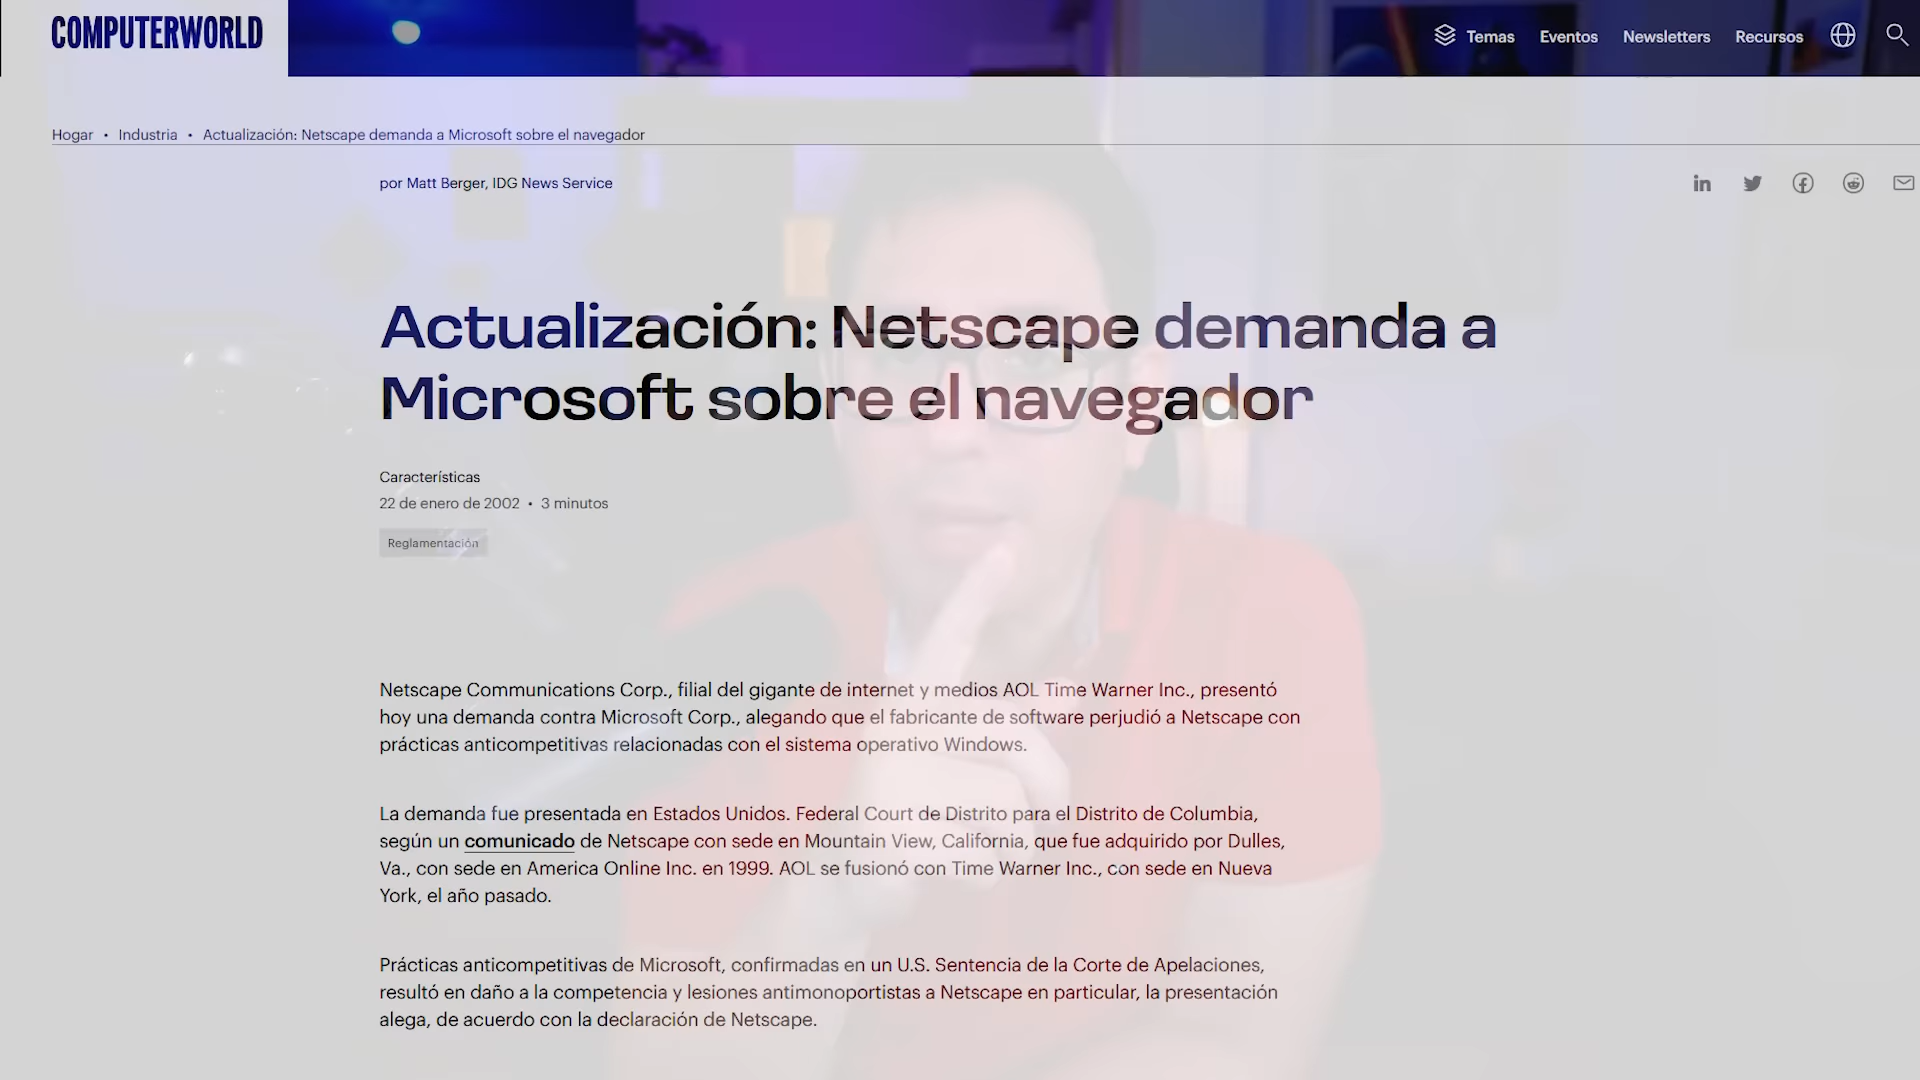 COMPUTERWORLD
Temas Eventos Newsletters Recursos
Hogar • Industria • Actualización: Netscape demanda a Microsoft sobre el navegador
por Matt Berger, IDG News Service
Actualización: Netscape demanda a
Microsoft sobre el navegador
Características
22 de enero de 2002 • 3 minutos
Reglamentación
Netscape Communications Corp., filial del gigante de internet y medios AOL Time Warner Inc., presentó
hoy una demanda contra Microsoft Corp., alegando que el fabricante de software perjudió a Netscape con
prácticas anticompetitivas relacionadas con el sistema operativo Windows.
La demanda fue presentada en Estados Unidos. Federal Court de Distrito para el Distrito de Columbia,
según un comunicado de Netscape con sede en Mountain View, California, que fue adquirido por Dulles,
Va., con sede en America Online Inc. en 1999. AOL se fusionó con Time Warner Inc., con sede en Nueva
York, el año pasado.
Prácticas anticompetitivas de Microsoft, confirmadas en un U.S. Sentencia de la Corte de Apelaciones,
resultó en daño a la competencia y lesiones antimonoportistas a Netscape en particular, la presentación
alega, de acuerdo con la declaración de Netscape.